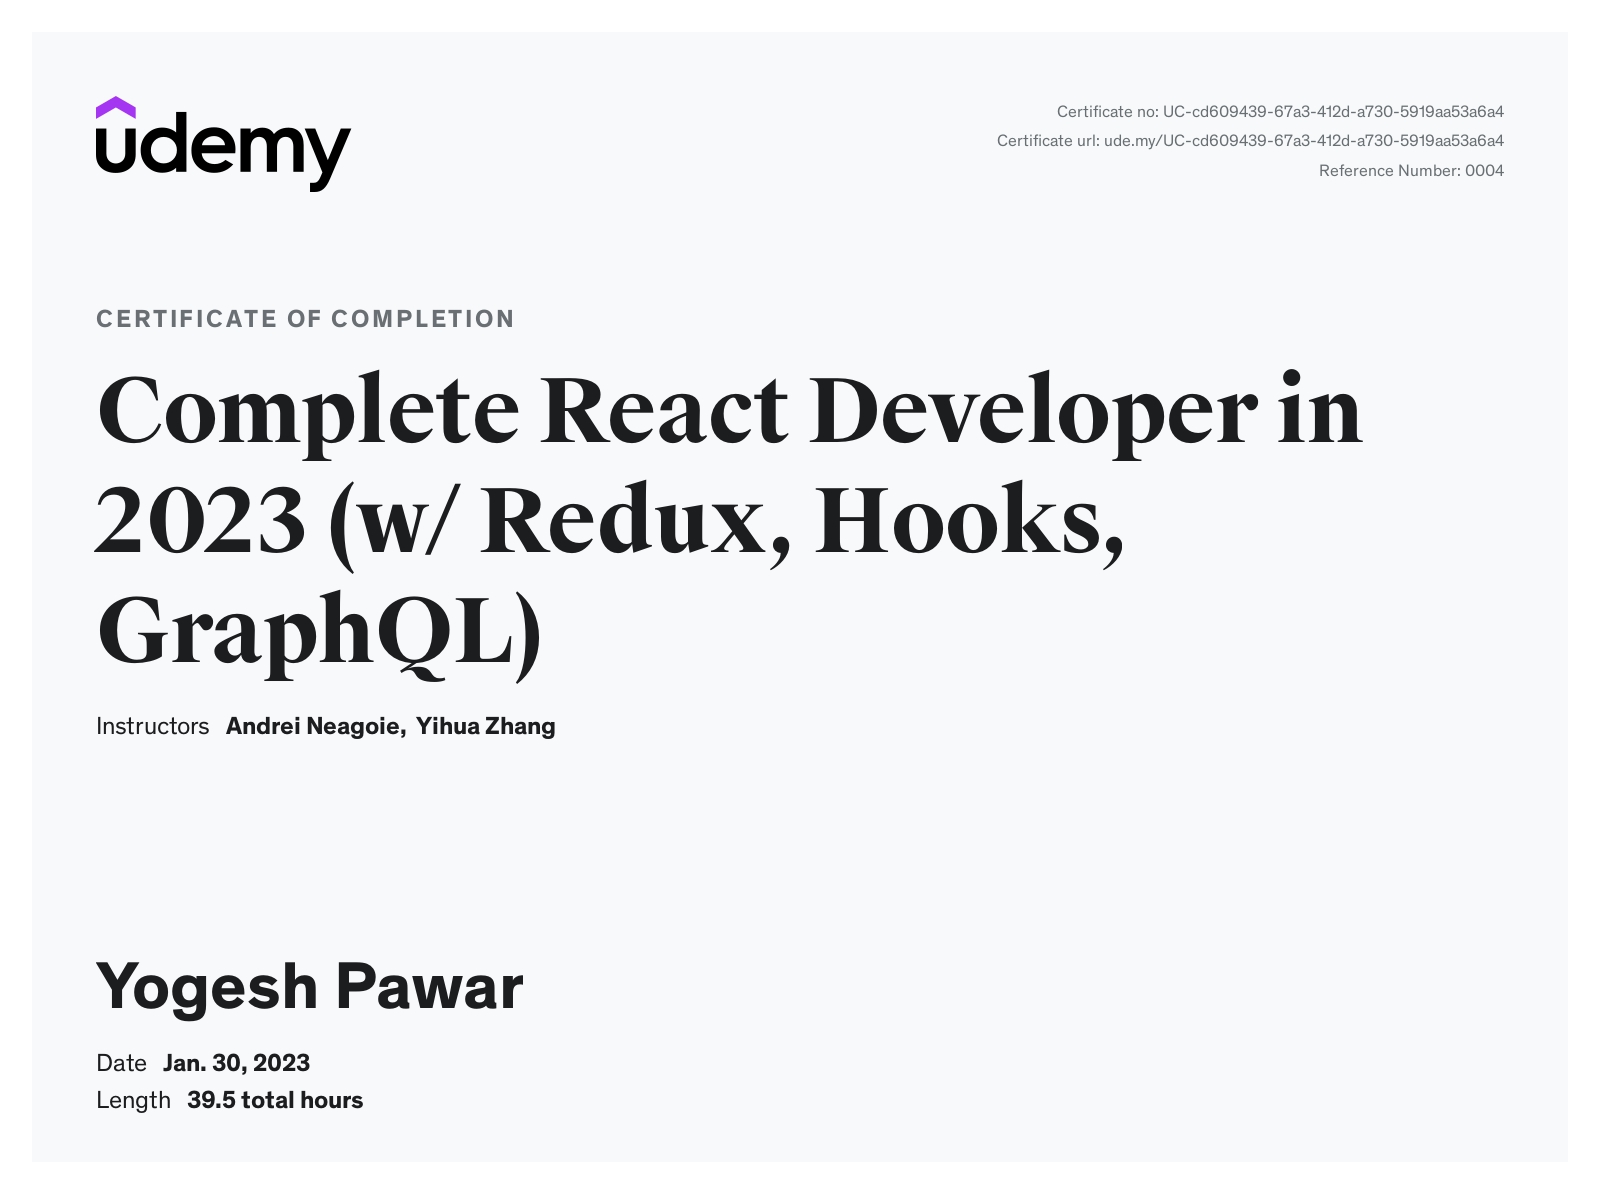 udemy
Certificate no: UC-cd609439-67a3-412d-a730-5919aa53a6a4
Certificate url: ude.my/UC-cd609439-67a3-412d-a730-5919aa53a6a4
Reference Number: 0004
CERTIFICATE OF COMPLETION
Complete React Developer in
2023 (w/ Redux, Hooks,
GraphQL)
Instructors Andrei Neagoie, Yihua Zhang
Yogesh Pawar
Date Jan. 30, 2023
Length 39.5 total hours